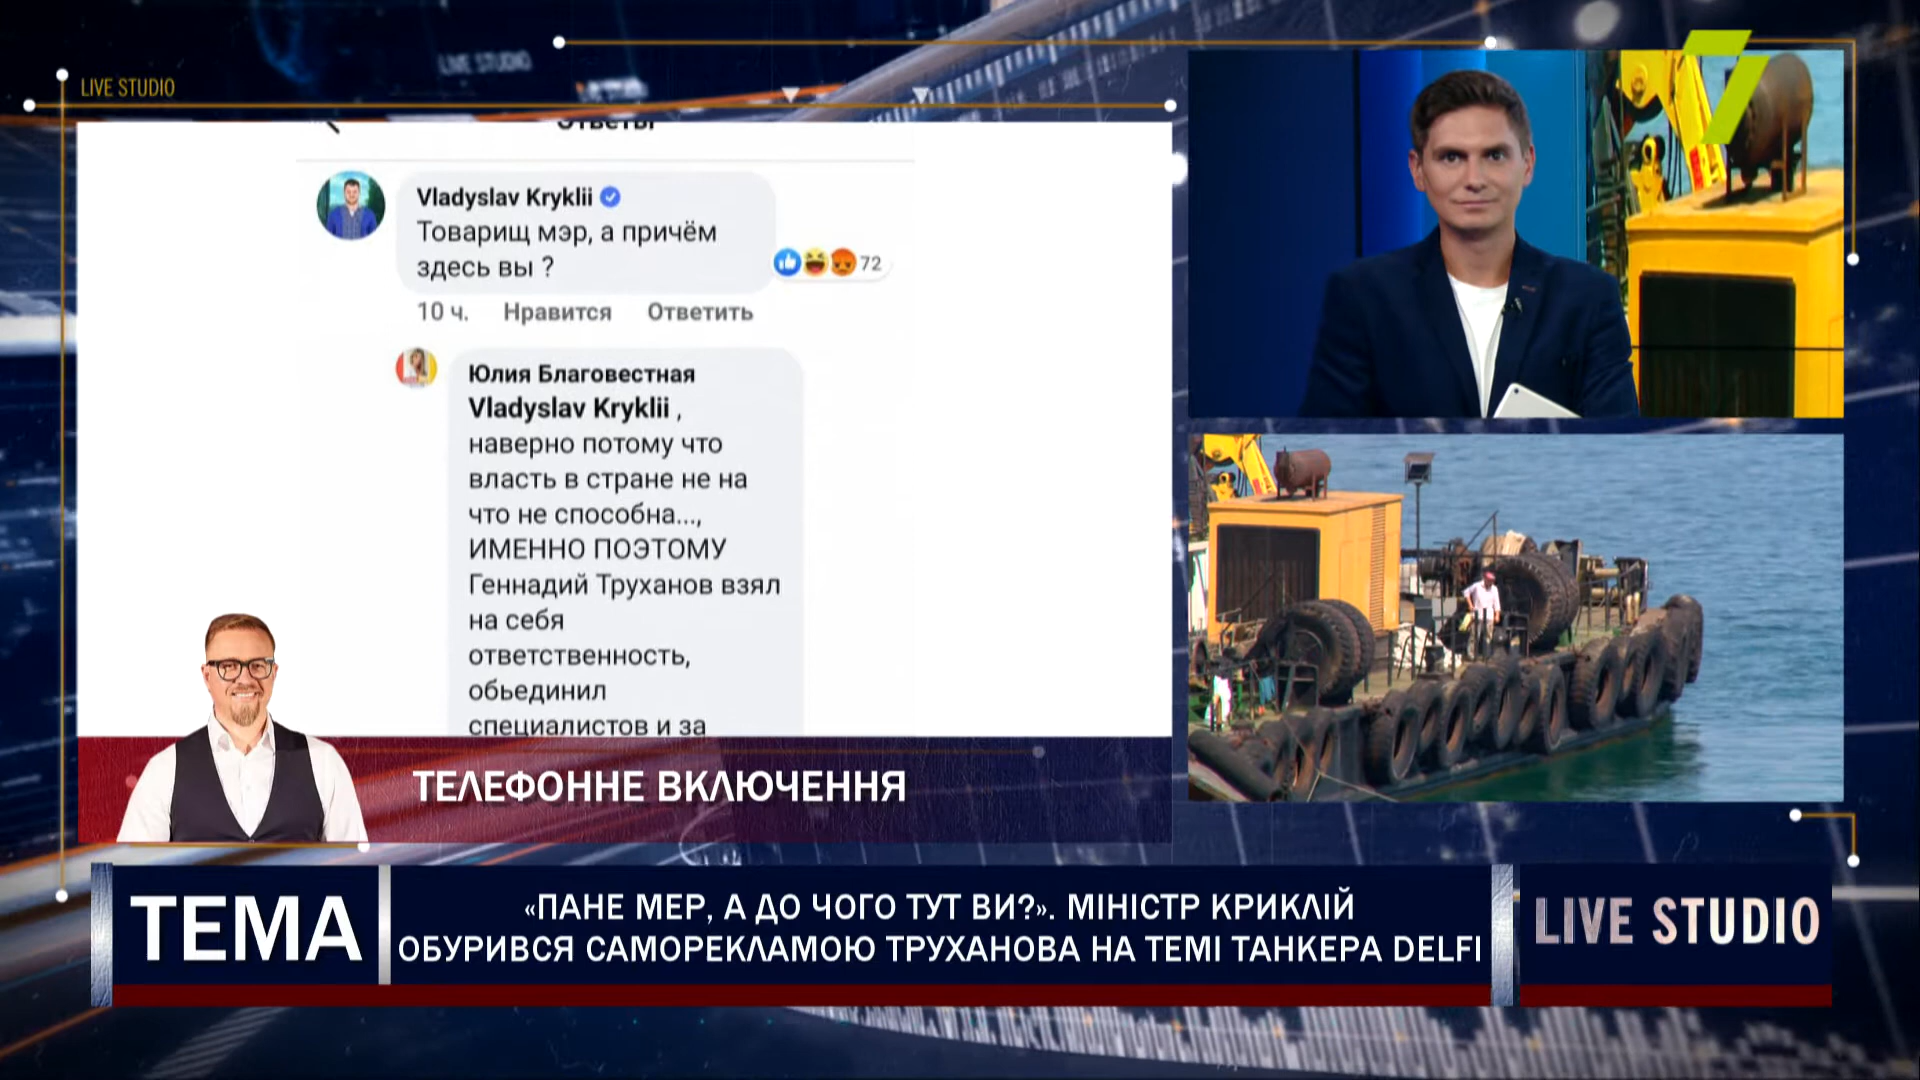 LIVE STUDIO
LIVE STUDIO
7
Ответы
Vladyslav Kryklii
Товарищ мэр, а причём
здесь вы ?
72
10 ч. Нравится Ответить
Юлия Благовестная
Vladyslav Kryklii ,
наверно потому что
власть в стране не на
что не способна...,
ИМЕННО ПОЭТОМУ
Геннадий Труханов взял
на себя
ответственность,
обьединил
специалистов и за
ТЕЛЕФОННЕ ВКЛЮЧЕННЯ
ТЕМА
«ПАНЕ МЕР, А ДО ЧОГО ТУТ ВИ?». МІНІСТР КРИКЛІЙ
ОБУРИВСЯ САМОРЕКЛАМОЮ ТРУХАНОВА НА ТЕМІ ТАНКЕРА DELFI
LIVE STUDIO